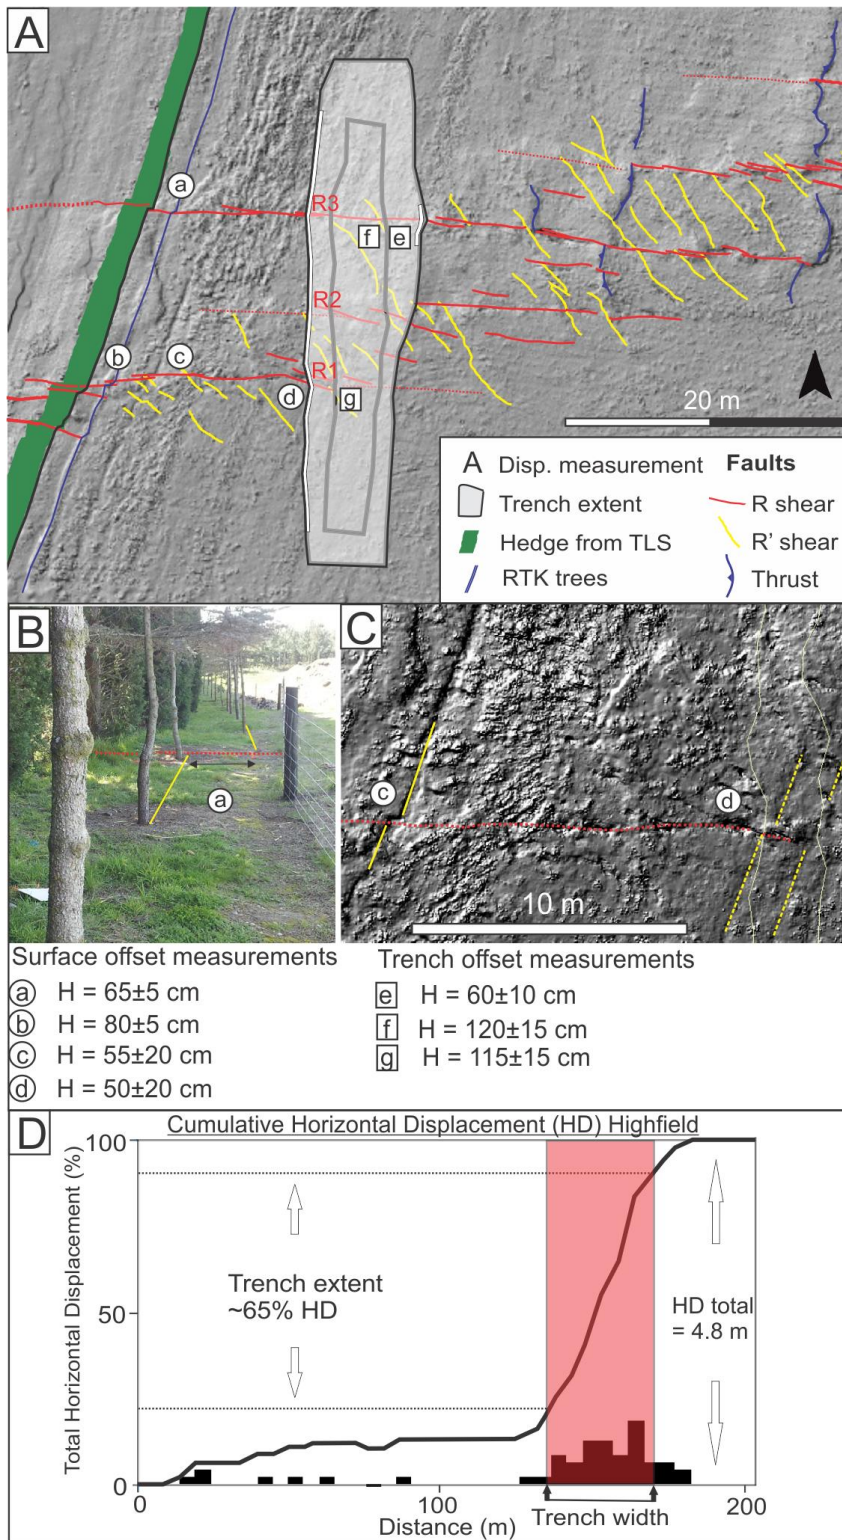 A
a
R3
f
e
R2
b
c
R1
d
g
20 m
A Disp. measurement
Trench extent
Hedge from TLS
RTK trees
Faults
R shear
R' shear
Thrust
B
a
C
c
d
10 m
Surface offset measurements
a H = 65±5 cm
b H = 80±5 cm
c H = 55±20 cm
d H = 50±20 cm
Trench offset measurements
e H = 60±10 cm
f H = 120±15 cm
g H = 115±15 cm
D
Cumulative Horizontal Displacement (HD) Highfield
Total Horizontal Displacement (%)
100
50
0
Trench extent
~65% HD
HD total
= 4.8 m
0
100
200
Distance (m)
Trench width